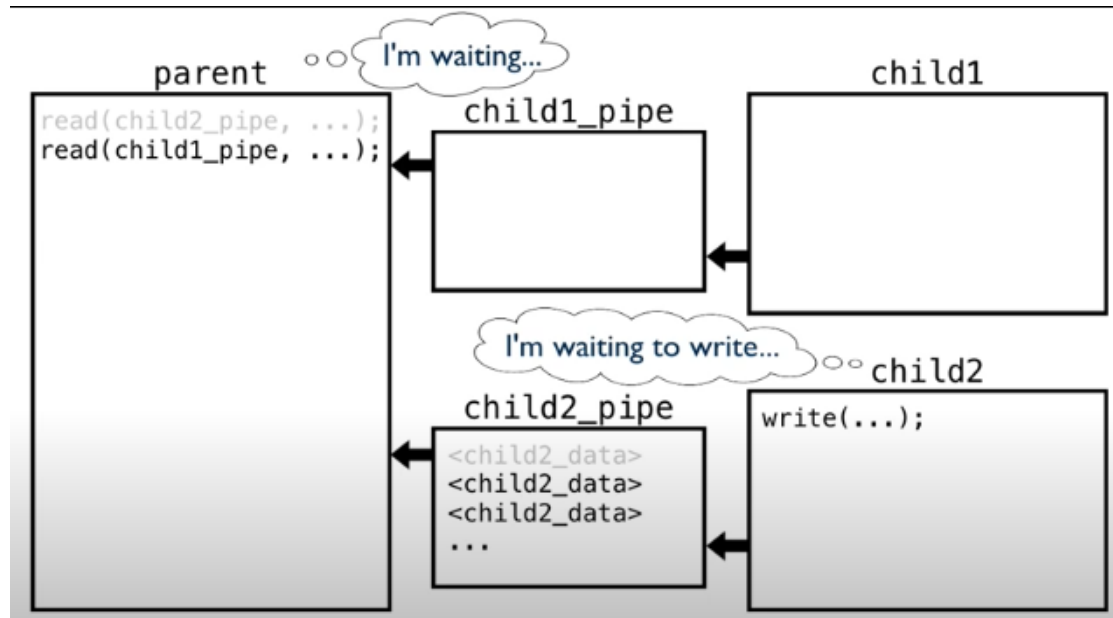 I'm waiting...
parent
read(child2_pipe, ...);
read(child1_pipe, ...);
child1_pipe
child1
I'm waiting to write...
child2_pipe
<child2_data>
<child2_data>
<child2_data>
...
child2
write(...);